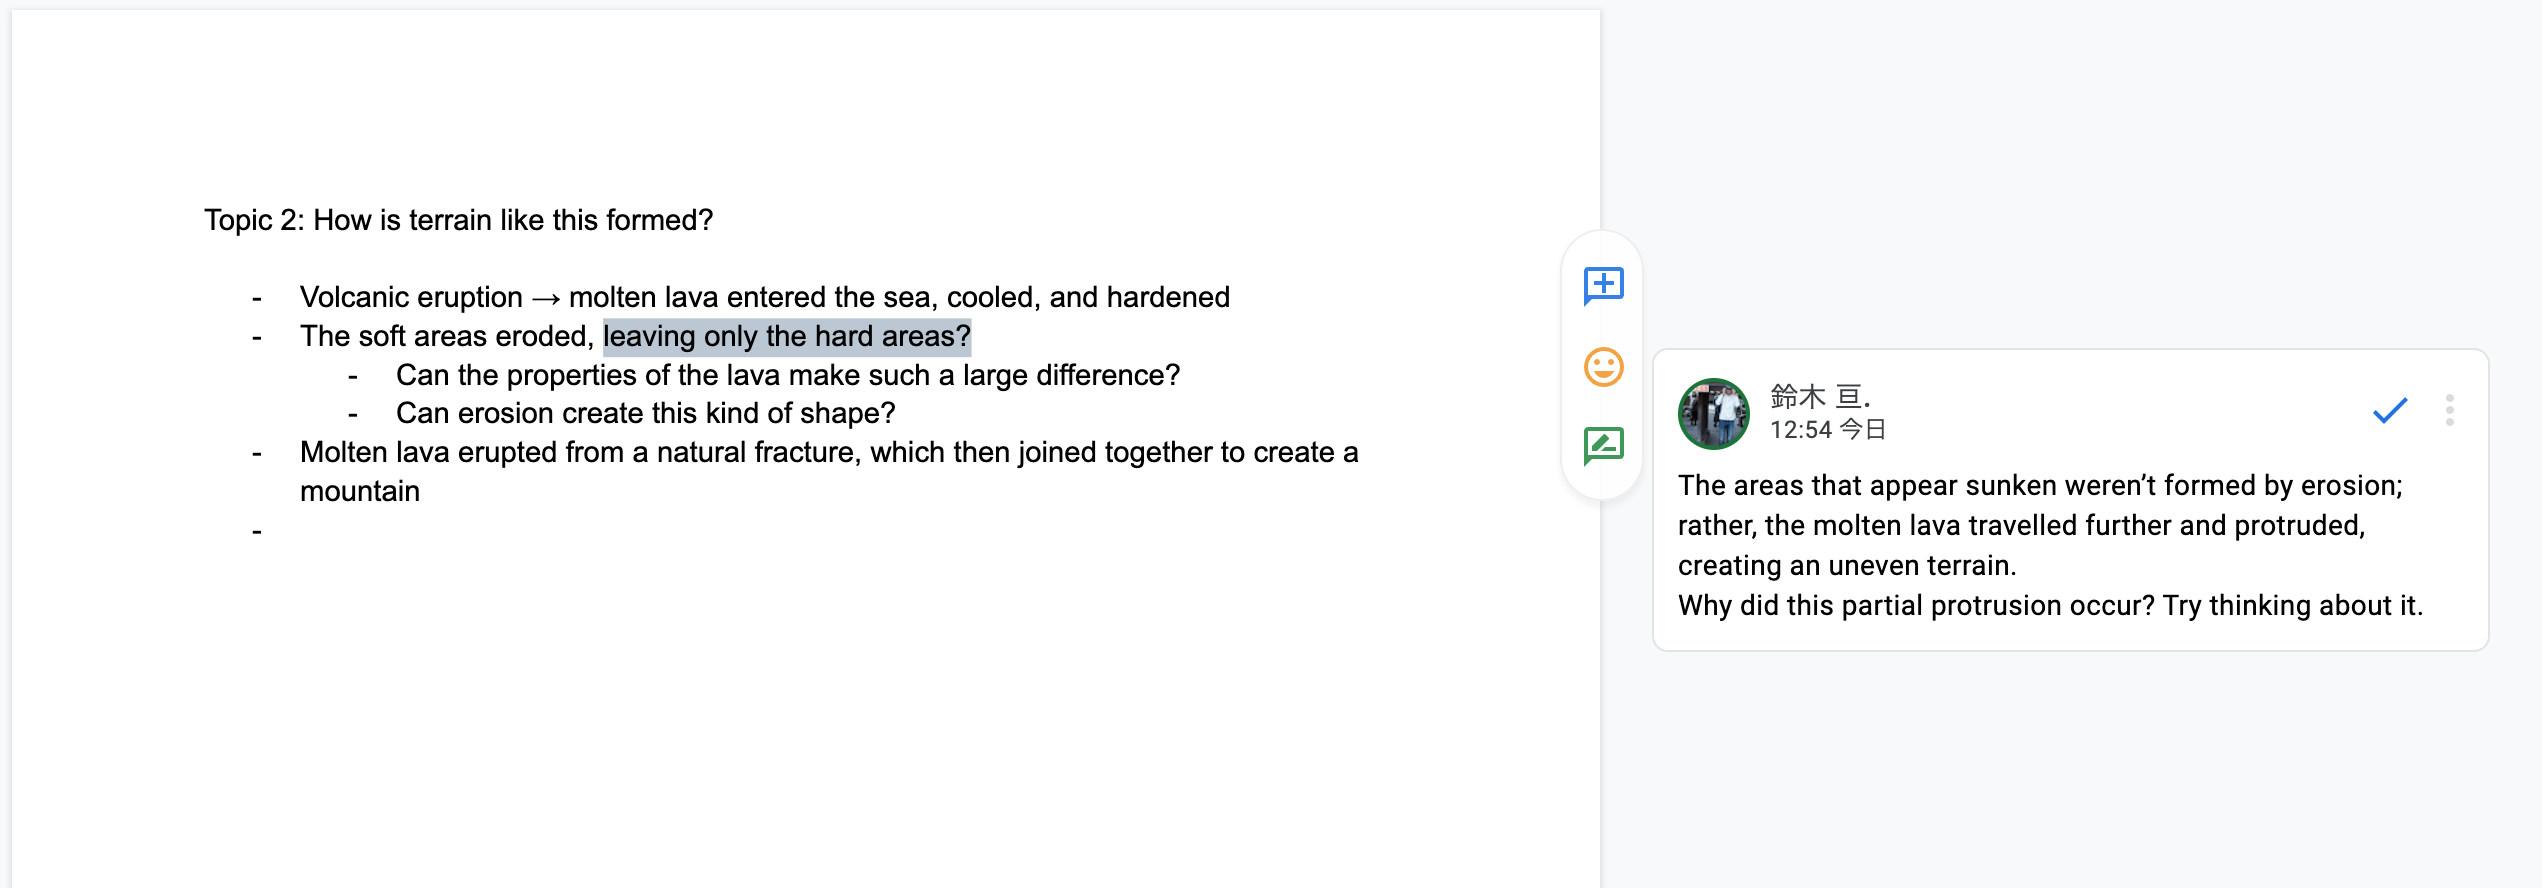 Topic 2: How is terrain like this formed?
- Volcanic eruption → molten lava entered the sea, cooled, and hardened
- The soft areas eroded, leaving only the hard areas?
- Can the properties of the lava make such a large difference?
- Can erosion create this kind of shape?
- Molten lava erupted from a natural fracture, which then joined together to create a
mountain
-
鈴木 亘.
12:54 今日
The areas that appear sunken weren’t formed by erosion;
rather, the molten lava travelled further and protruded,
creating an uneven terrain.
Why did this partial protrusion occur? Try thinking about it.